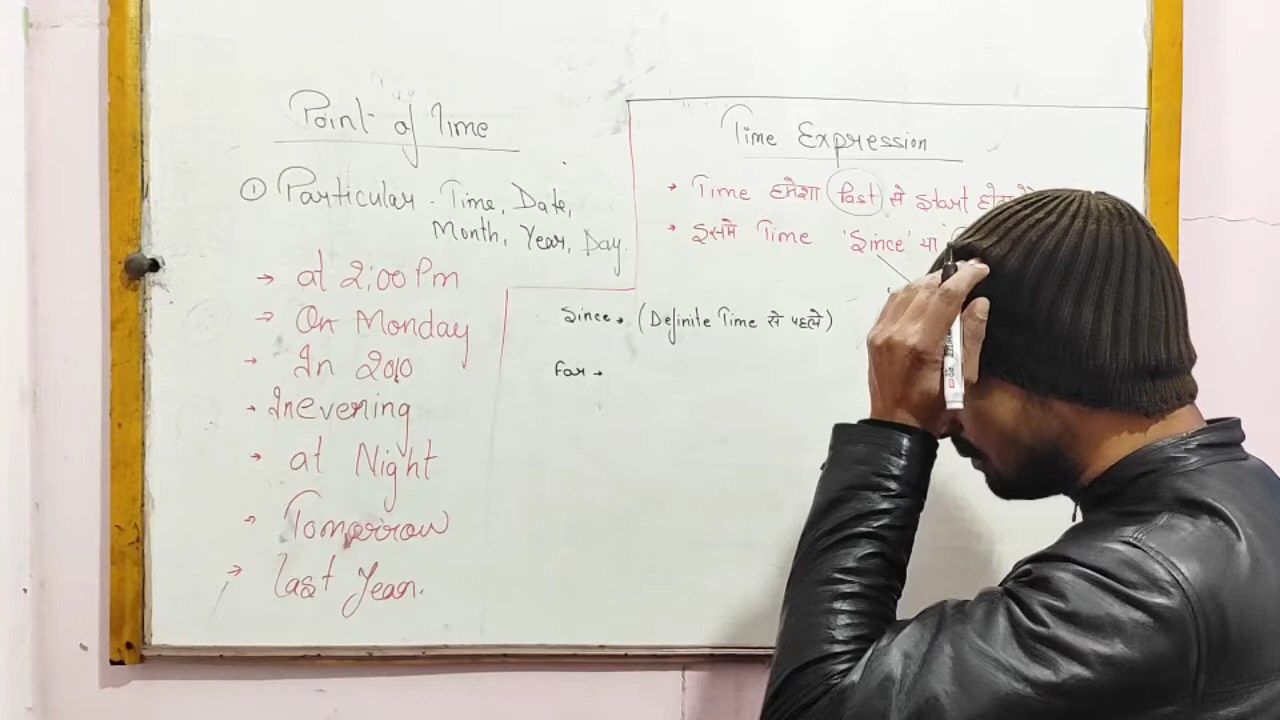 Point of Time
① Particular - Time, Date,
Month, Year, Day.
→ at 2:00 Pm
→ On Monday
→ In 2010
→ In evening
→ at Night
→ Tomorrow
→ last Year.
Time Expression
→ Time हमेशा Past से start
→ इसमे Time 'Since' या
Since → (Definite Time से पहले)
For →